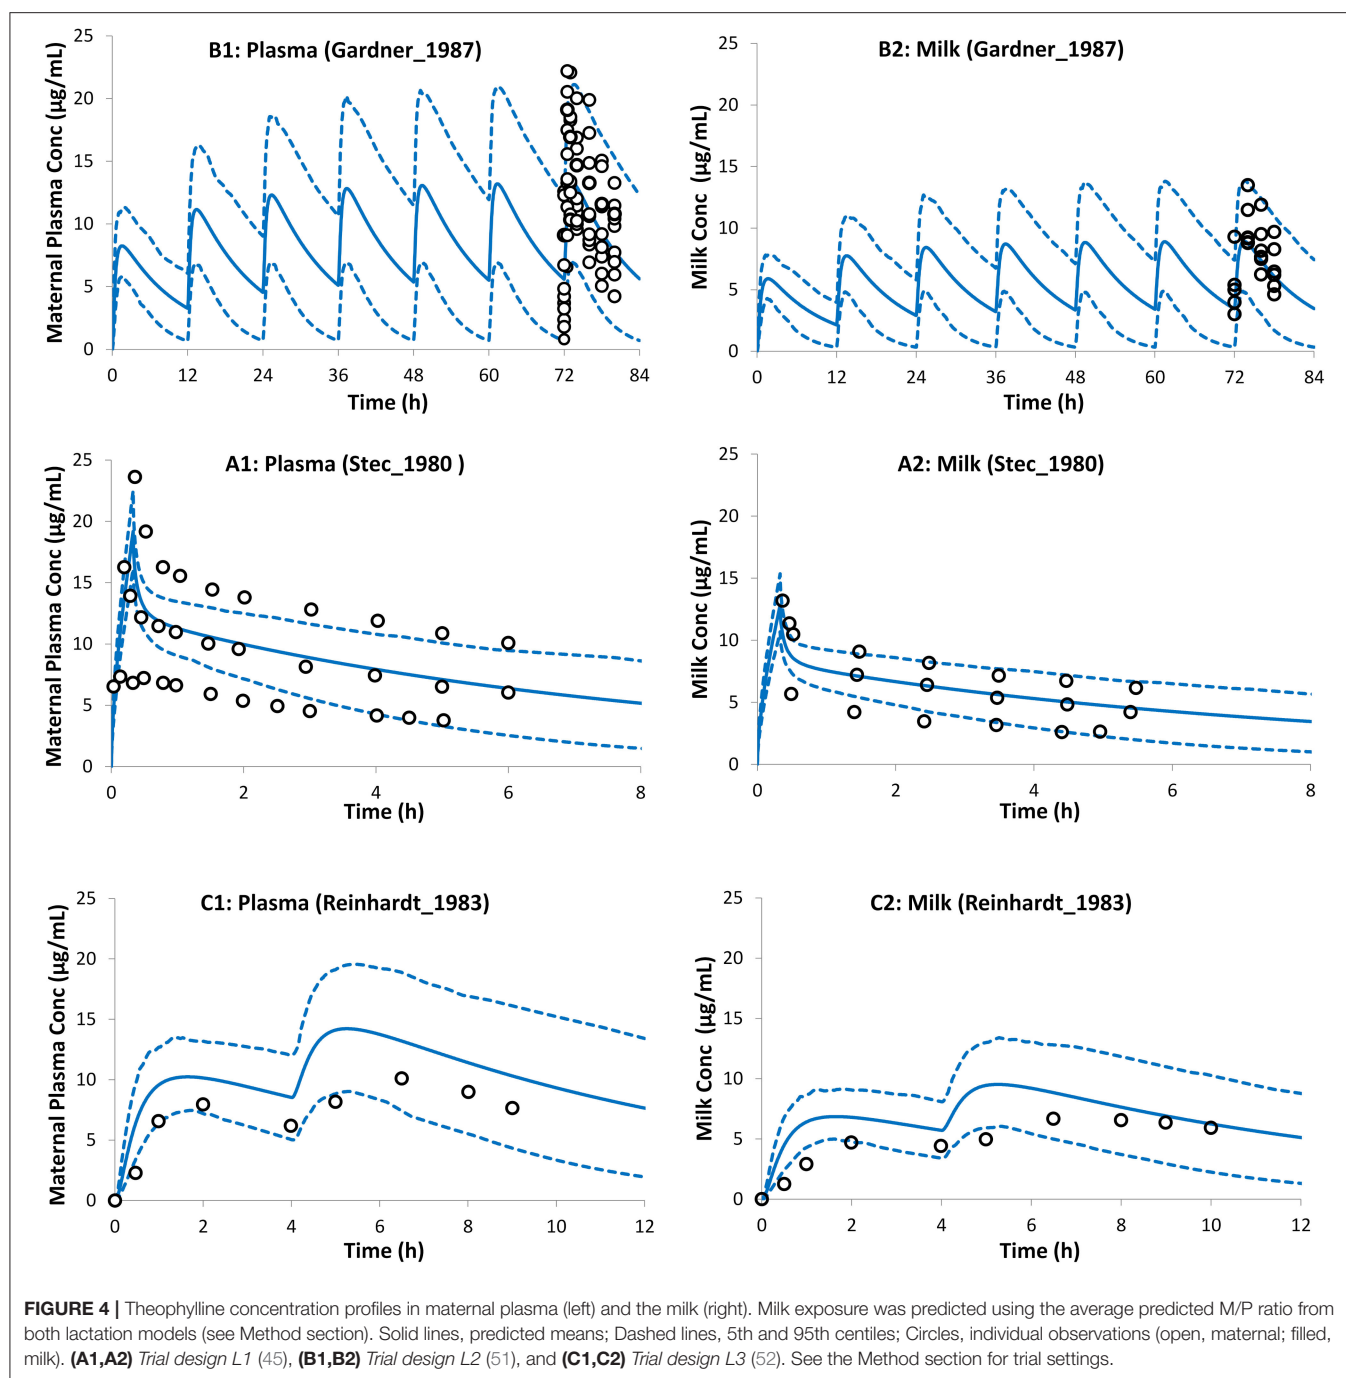 B1: Plasma (Gardner_1987)
Maternal Plasma Conc (µg/mL)
25
20
15
10
5
0
0 12 24 36 48 60 72 84
Time (h)
B2: Milk (Gardner_1987)
Milk Conc (µg/mL)
25
20
15
10
5
0
0 12 24 36 48 60 72 84
Time (h)
A1: Plasma (Stec_1980 )
Maternal Plasma Conc (µg/mL)
25
20
15
10
5
0
0 2 4 6 8
Time (h)
A2: Milk (Stec_1980)
Milk Conc (µg/mL)
25
20
15
10
5
0
0 2 4 6 8
Time (h)
C1: Plasma (Reinhardt_1983)
Maternal Plasma Conc (µg/mL)
25
20
15
10
5
0
0 2 4 6 8 10 12
Time (h)
C2: Milk (Reinhardt_1983)
Milk Conc (µg/mL)
25
20
15
10
5
0
0 2 4 6 8 10 12
Time (h)
FIGURE 4 | Theophylline concentration profiles in maternal plasma (left) and the milk (right). Milk exposure was predicted using the average predicted M/P ratio from
both lactation models (see Method section). Solid lines, predicted means; Dashed lines, 5th and 95th centiles; Circles, individual observations (open, maternal; filled,
milk). (A1,A2) Trial design L1 (45), (B1,B2) Trial design L2 (51), and (C1,C2) Trial design L3 (52). See the Method section for trial settings.